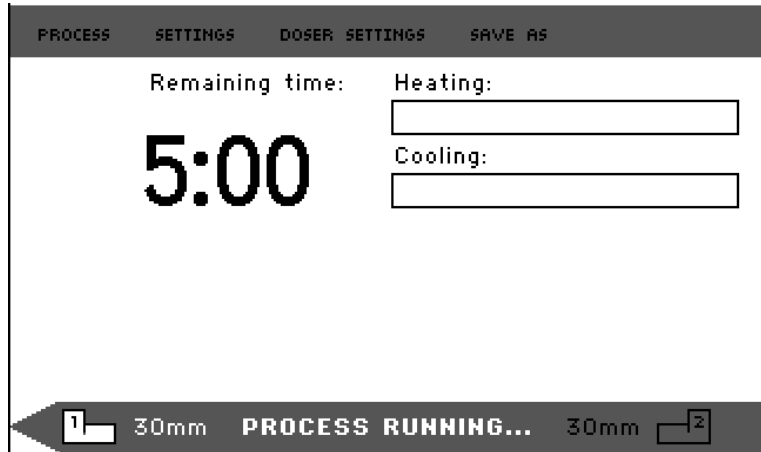 PROCESS SETTINGS DOSER SETTINGS SAVE AS
Remaining time: Heating:
5:00
Cooling:
1 30mm PROCESS RUNNING... 30mm 2